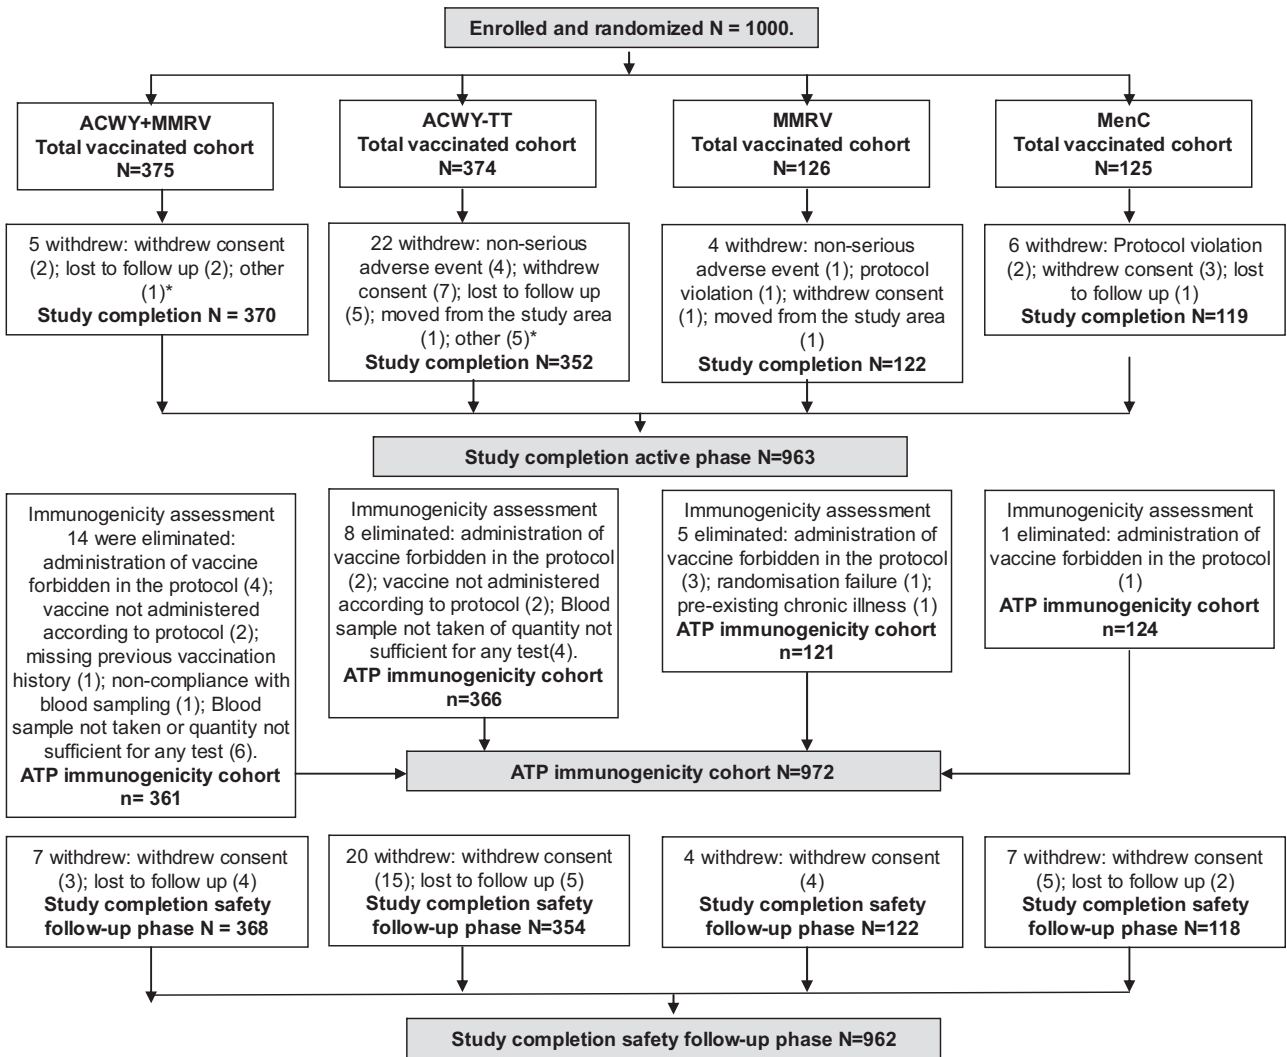 Enrolled and randomized N = 1000.
ACWY+MMRV
Total vaccinated cohort
N=375
ACWY-TT
Total vaccinated cohort
N=374
MMRV
Total vaccinated cohort
N=126
MenC
Total vaccinated cohort
N=125
5 withdrew: withdrew consent
(2); lost to follow up (2); other
(1)*
Study completion N = 370
22 withdrew: non-serious
adverse event (4); withdrew
consent (7); lost to follow up
(5); moved from the study area
(1); other (5)*
Study completion N=352
4 withdrew: non-serious
adverse event (1); protocol
violation (1); withdrew consent
(1); moved from the study area
(1)
Study completion N=122
6 withdrew: Protocol violation
(2); withdrew consent (3); lost
to follow up (1)
Study completion N=119
Study completion active phase N=963
Immunogenicity assessment
14 were eliminated:
administration of vaccine
forbidden in the protocol (4);
vaccine not administered
according to protocol (2);
missing previous vaccination
history (1); non-compliance with
blood sampling (1); Blood
sample not taken or quantity not
sufficient for any test (6).
ATP immunogenicity cohort
n= 361
Immunogenicity assessment
8 eliminated: administration of
vaccine forbidden in the protocol
(2); vaccine not administered
according to protocol (2); Blood
sample not taken of quantity not
sufficient for any test(4).
ATP immunogenicity cohort
n=366
Immunogenicity assessment
5 eliminated: administration of
vaccine forbidden in the protocol
(3); randomisation failure (1);
pre-existing chronic illness (1)
ATP immunogenicity cohort
n=121
Immunogenicity assessment
1 eliminated: administration of
vaccine forbidden in the protocol
(1)
ATP immunogenicity cohort
n=124
ATP immunogenicity cohort N=972
7 withdrew: withdrew consent
(3); lost to follow up (4)
Study completion safety
follow-up phase N = 368
20 withdrew: withdrew consent
(15); lost to follow up (5)
Study completion safety
follow-up phase N=354
4 withdrew: withdrew consent
(4)
Study completion safety
follow-up phase N=122
7 withdrew: withdrew consent
(5); lost to follow up (2)
Study completion safety
follow-up phase N=118
Study completion safety follow-up phase N=962